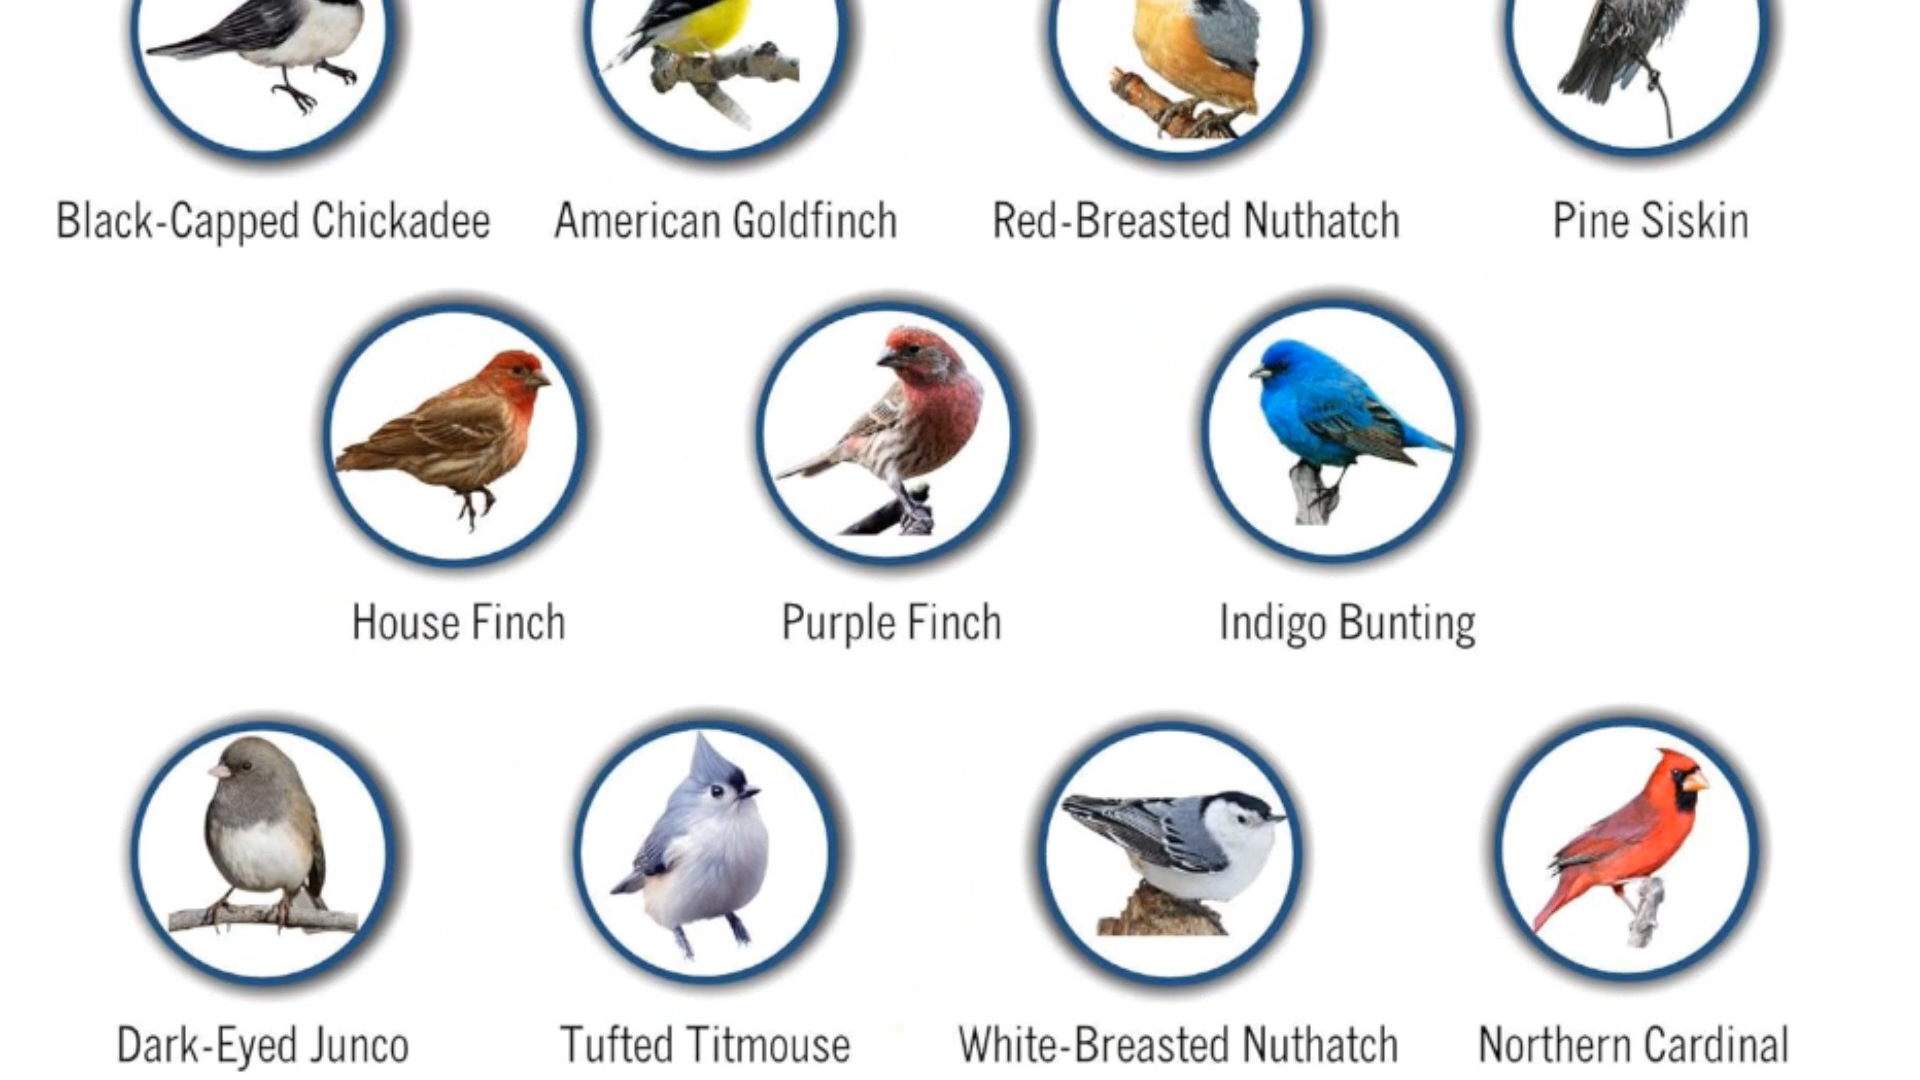 Black-Capped Chickadee
American Goldfinch
Red-Breasted Nuthatch
Pine Siskin
House Finch
Purple Finch
Indigo Bunting
Dark-Eyed Junco
Tufted Titmouse
White-Breasted Nuthatch
Northern Cardinal